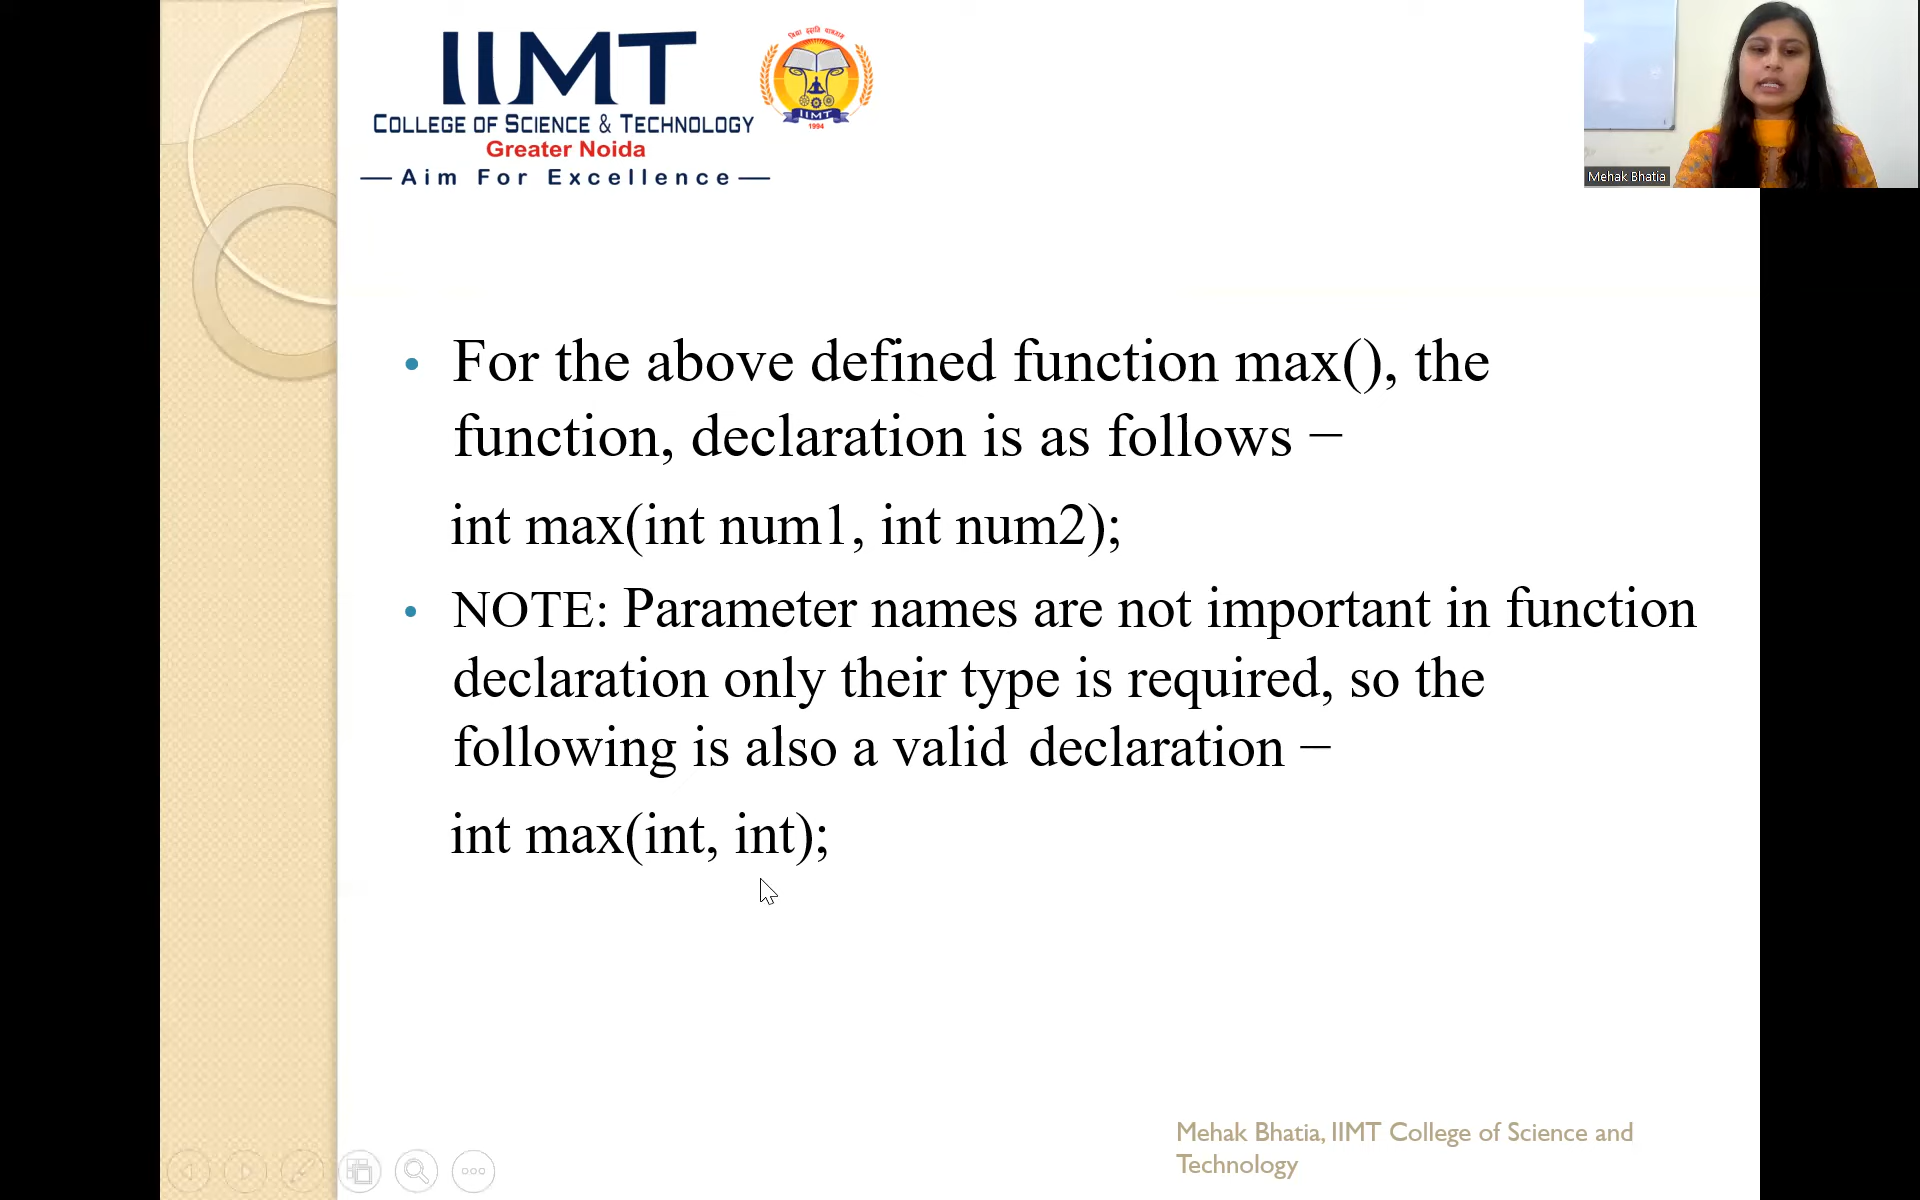 IIMT
COLLEGE OF SCIENCE & TECHNOLOGY
Greater Noida
Aim For Excellence
IIMT
1994
Mehak Bhatia
• For the above defined function max(), the
function, declaration is as follows −
int max(int num1, int num2);
• NOTE: Parameter names are not important in function
declaration only their type is required, so the
following is also a valid declaration −
int max(int, int);
Mehak Bhatia, IIMT College of Science and
Technology